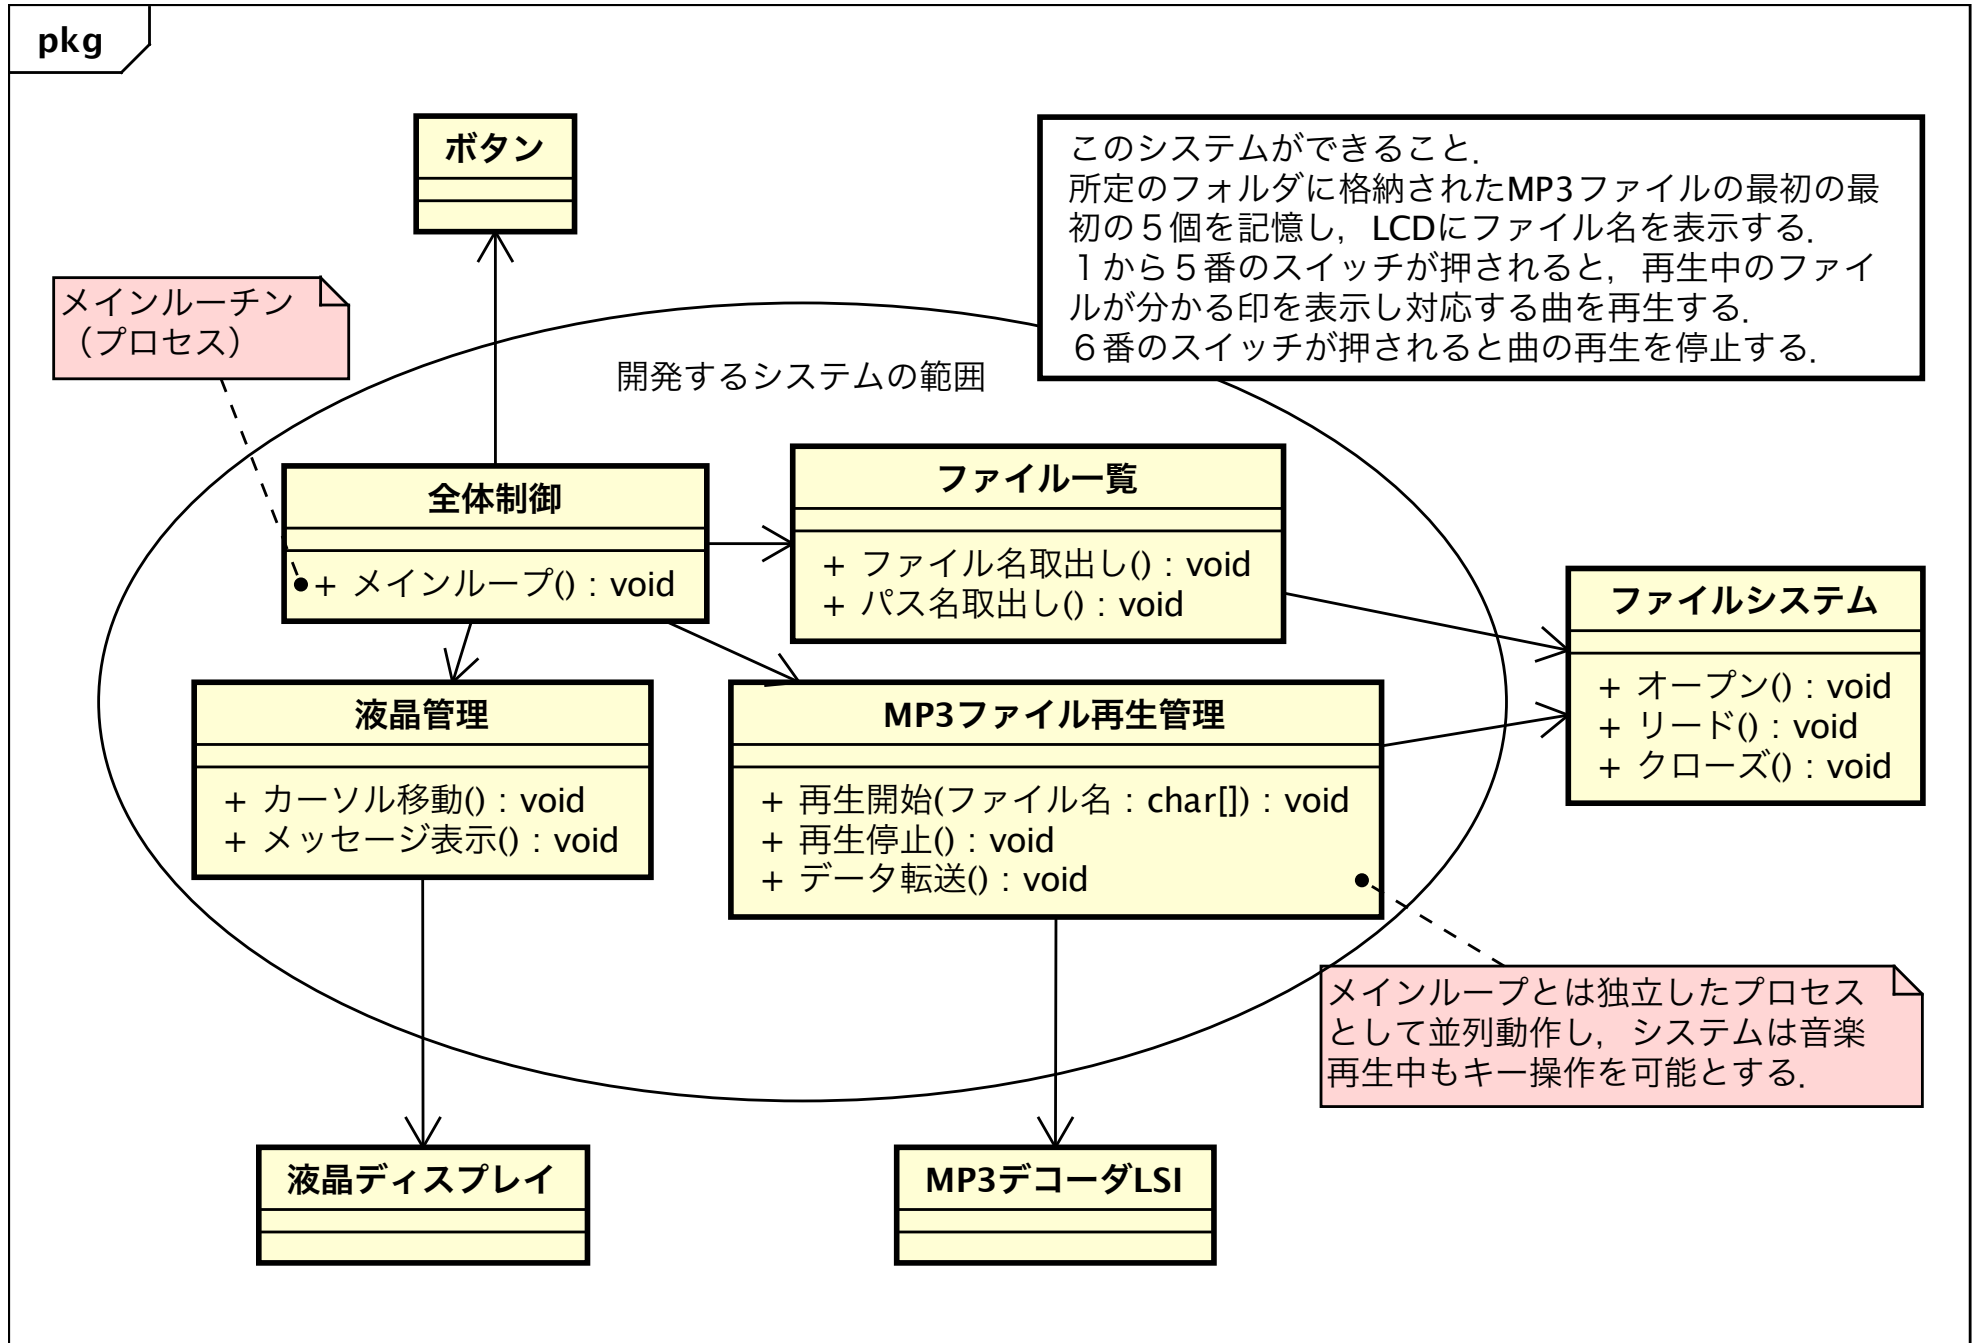 pkg
ボタン
このシステムができること．
所定のフォルダに格納されたMP3ファイルの最初の最
初の５個を記憶し，LCDにファイル名を表示する．
１から５番のスイッチが押されると，再生中のファイ
ルが分かる印を表示し対応する曲を再生する．
６番のスイッチが押されると曲の再生を停止する．
メインルーチン
（プロセス）
開発するシステムの範囲
全体制御
+ メインループ() : void
ファイル一覧
+ ファイル名取出し() : void
+ パス名取出し() : void
ファイルシステム
+ オープン() : void
+ リード() : void
+ クローズ() : void
液晶管理
+ カーソル移動() : void
+ メッセージ表示() : void
MP3ファイル再生管理
+ 再生開始(ファイル名 : char[]) : void
+ 再生停止() : void
+ データ転送() : void
メインループとは独立したプロセス
として並列動作し，システムは音楽
再生中もキー操作を可能とする．
液晶ディスプレイ
MP3デコーダLSI